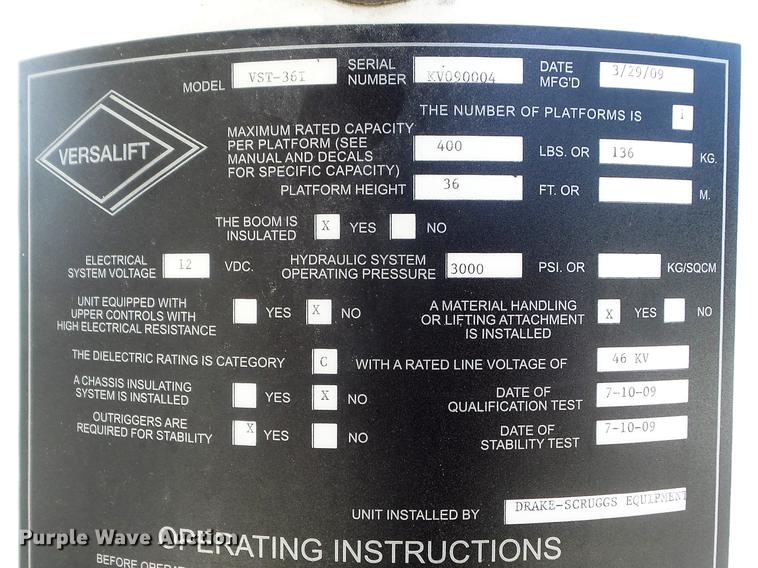 MODEL VST-36I SERIAL NUMBER KV090004 DATE MFG'D 3/29/09
THE NUMBER OF PLATFORMS IS 1
VERSALIFT
MAXIMUM RATED CAPACITY
PER PLATFORM (SEE
MANUAL AND DECALS
FOR SPECIFIC CAPACITY) 400 LBS. OR 136 KG.
PLATFORM HEIGHT 36 FT. OR M.
THE BOOM IS
INSULATED X YES NO
ELECTRICAL
SYSTEM VOLTAGE 12 VDC. HYDRAULIC SYSTEM
OPERATING PRESSURE 3000 PSI. OR KG/SQCM
UNIT EQUIPPED WITH
UPPER CONTROLS WITH
HIGH ELECTRICAL RESISTANCE YES X NO
A MATERIAL HANDLING
OR LIFTING ATTACHMENT
IS INSTALLED X YES NO
THE DIELECTRIC RATING IS CATEGORY C WITH A RATED LINE VOLTAGE OF 46 KV
A CHASSIS INSULATING
SYSTEM IS INSTALLED YES X NO
DATE OF
QUALIFICATION TEST 7-10-09
OUTRIGGERS ARE
REQUIRED FOR STABILITY X YES NO
DATE OF
STABILITY TEST 7-10-09
UNIT INSTALLED BY DRAKE-SCRUGGS EQUIPMENT
OPERATING INSTRUCTIONS
BEFORE
Purple Wave Auction